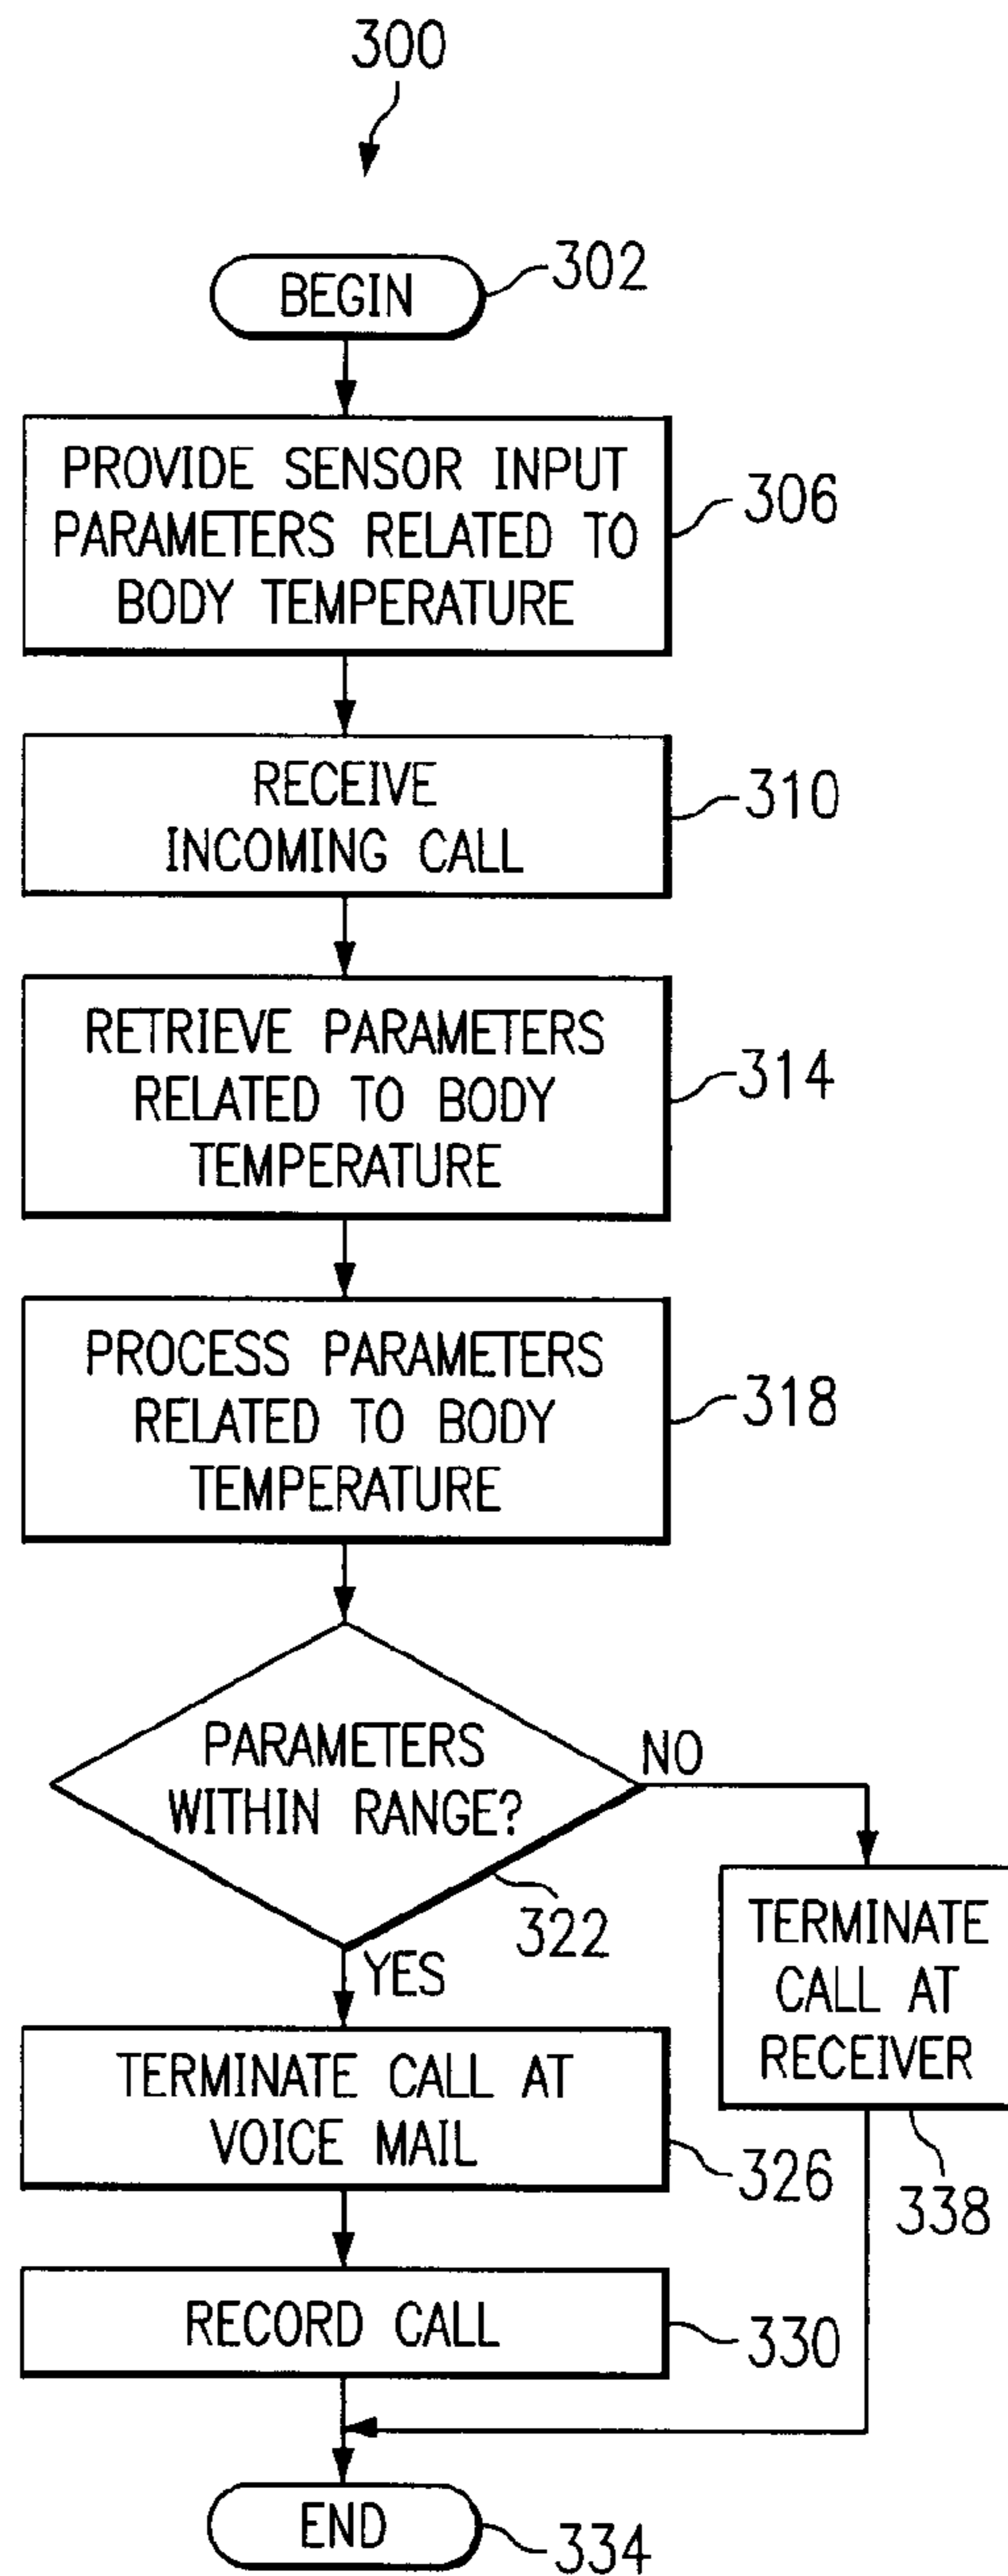 300
BEGIN
302
PROVIDE SENSOR INPUT
PARAMETERS RELATED TO
BODY TEMPERATURE
306
RECEIVE
INCOMING CALL
310
RETRIEVE PARAMETERS
RELATED TO BODY
TEMPERATURE
314
PROCESS PARAMETERS
RELATED TO BODY
TEMPERATURE
318
PARAMETERS
WITHIN RANGE?
NO
322
YES
TERMINATE
CALL AT
RECEIVER
338
TERMINATE CALL AT
VOICE MAIL
326
RECORD CALL
330
END
334